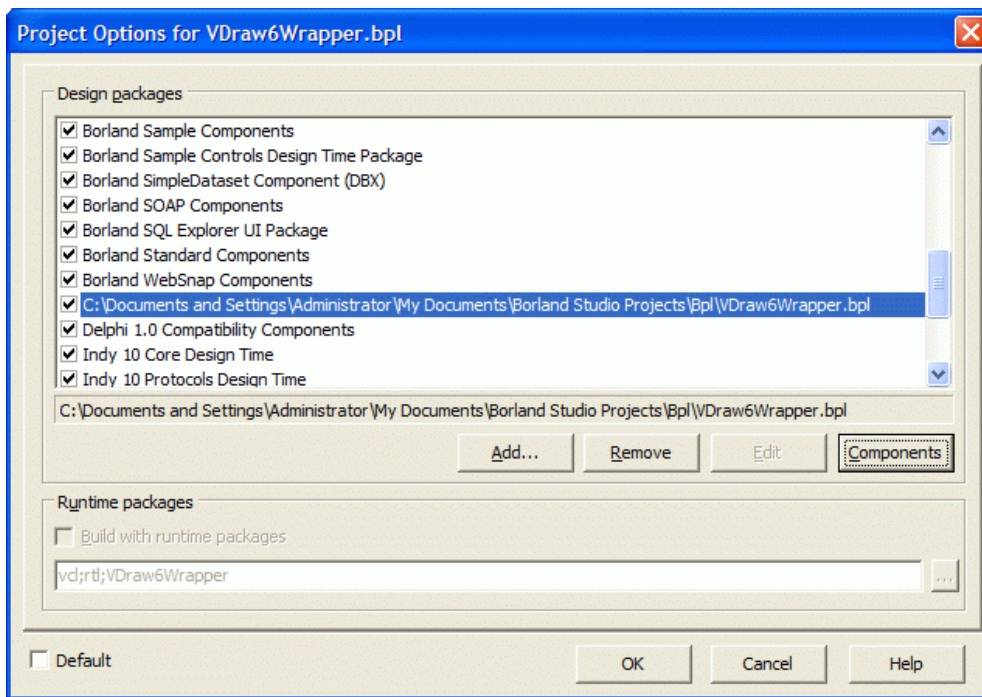 Project Options for VDraw6Wrapper.bpl
Design packages
Borland Sample Components
Borland Sample Controls Design Time Package
Borland SimpleDataset Component (DBX)
Borland SOAP Components
Borland SQL Explorer UI Package
Borland Standard Components
Borland WebSnap Components
C:\Documents and Settings\Administrator\My Documents\Borland Studio Projects\Bpl\VDraw6Wrapper.bpl
Delphi 1.0 Compatibility Components
Indy 10 Core Design Time
Indy 10 Protocols Design Time
C:\Documents and Settings\Administrator\My Documents\Borland Studio Projects\Bpl\VDraw6Wrapper.bpl
Add... Remove Edit Components
Runtime packages
Build with runtime packages
vcl;rtl;VDraw6Wrapper ...
Default OK Cancel Help